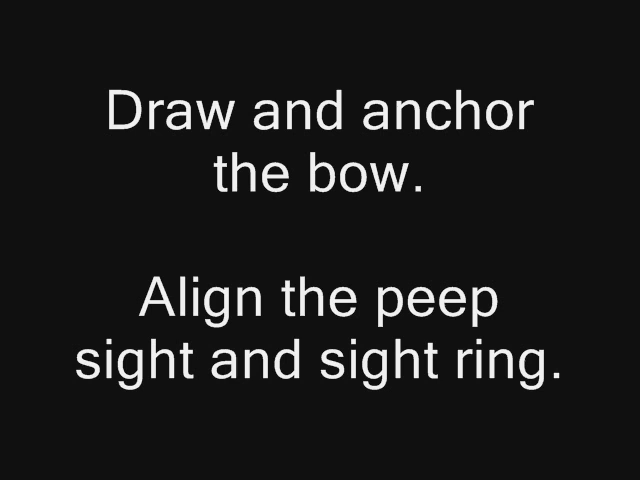 Draw and anchor
the bow.
Align the peep
sight and sight ring.